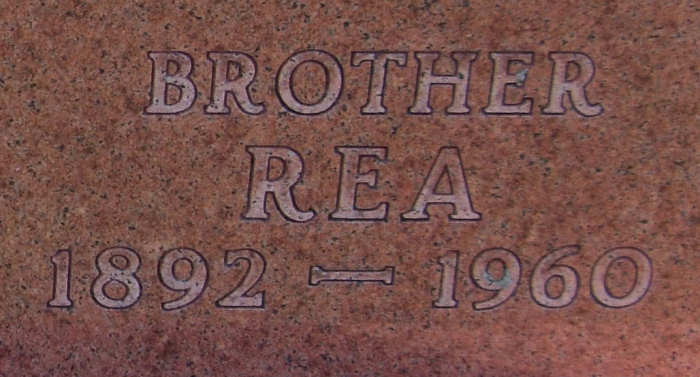 BROTHER
REA
1892 — 1960